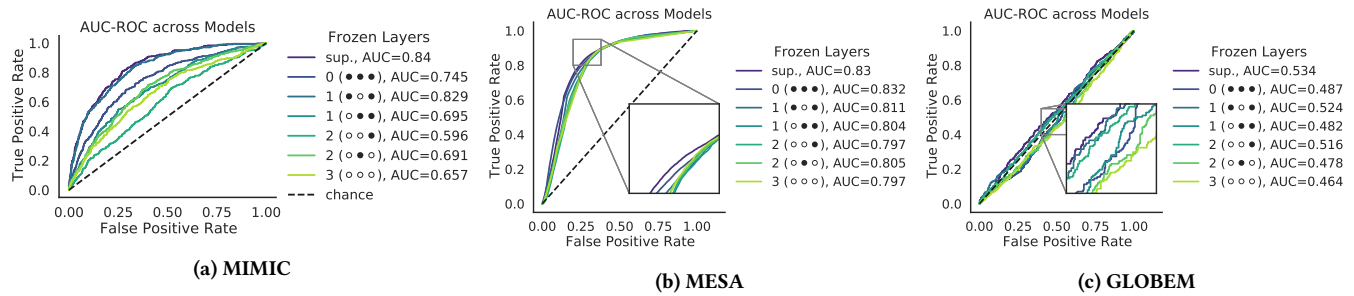 AUC-ROC across Models
True Positive Rate
1.0
0.8
0.6
0.4
0.2
0.0
0.00 0.25 0.50 0.75 1.00
False Positive Rate
Frozen Layers
sup., AUC=0.84
0 (●●●), AUC=0.745
1 (●○●), AUC=0.829
1 (○●●), AUC=0.695
2 (○○●), AUC=0.596
2 (○●○), AUC=0.691
3 (○○○), AUC=0.657
chance
(a) MIMIC
AUC-ROC across Models
True Positive Rate
1.0
0.8
0.6
0.4
0.2
0.0
0.00 0.25 0.50 0.75 1.00
False Positive Rate
Frozen Layers
sup., AUC=0.83
0 (●●●), AUC=0.832
1 (●○●), AUC=0.811
1 (○●●), AUC=0.804
2 (○○●), AUC=0.797
2 (○●○), AUC=0.805
3 (○○○), AUC=0.797
(b) MESA
AUC-ROC across Models
True Positive Rate
1.0
0.8
0.6
0.4
0.2
0.0
0.00 0.25 0.50 0.75 1.00
False Positive Rate
Frozen Layers
sup., AUC=0.534
0 (●●●), AUC=0.487
1 (●○●), AUC=0.524
1 (○●●), AUC=0.482
2 (○○●), AUC=0.516
2 (○●○), AUC=0.478
3 (○○○), AUC=0.464
(c) GLOBEM